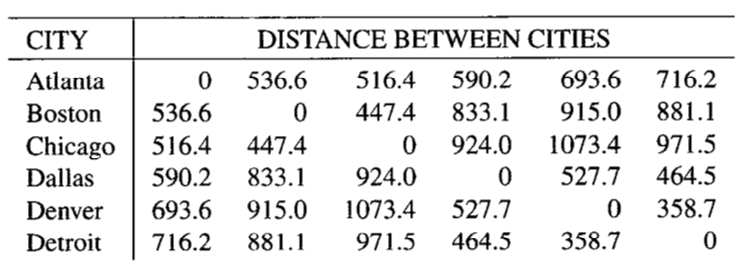 CITY DISTANCE BETWEEN CITIES
Atlanta 0 536.6 516.4 590.2 693.6 716.2
Boston 536.6 0 447.4 833.1 915.0 881.1
Chicago 516.4 447.4 0 924.0 1073.4 971.5
Dallas 590.2 833.1 924.0 0 527.7 464.5
Denver 693.6 915.0 1073.4 527.7 0 358.7
Detroit 716.2 881.1 971.5 464.5 358.7 0